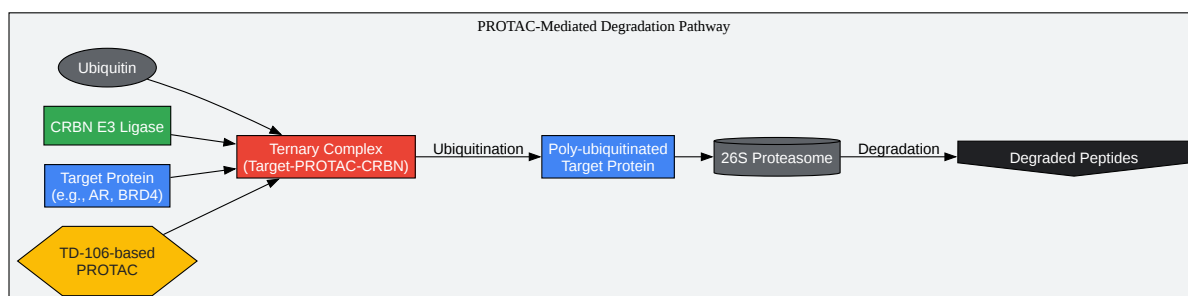 PROTAC-Mediated Degradation Pathway
Ubiquitin
CRBN E3 Ligase
Target Protein
(e.g., AR, BRD4)
TD-106-based
PROTAC
Ternary Complex
(Target-PROTAC-CRBN)
Ubiquitination
Poly-ubiquitinated
Target Protein
26S Proteasome
Degradation
Degraded Peptides